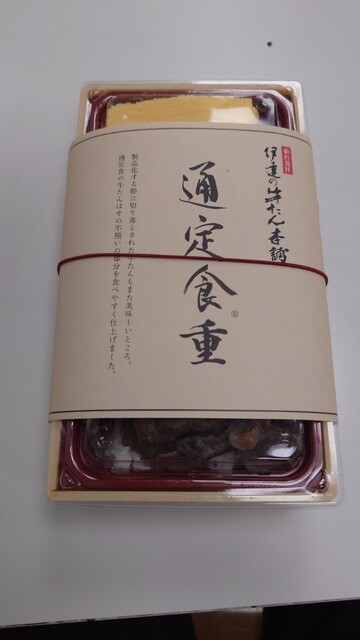 伊達の牛たん本舗
通定食重®
製品化する際に切り落とされた牛たんもまた美味しいところ。
通定食の牛たんはその不揃いの部分を食べやすく仕上げました。